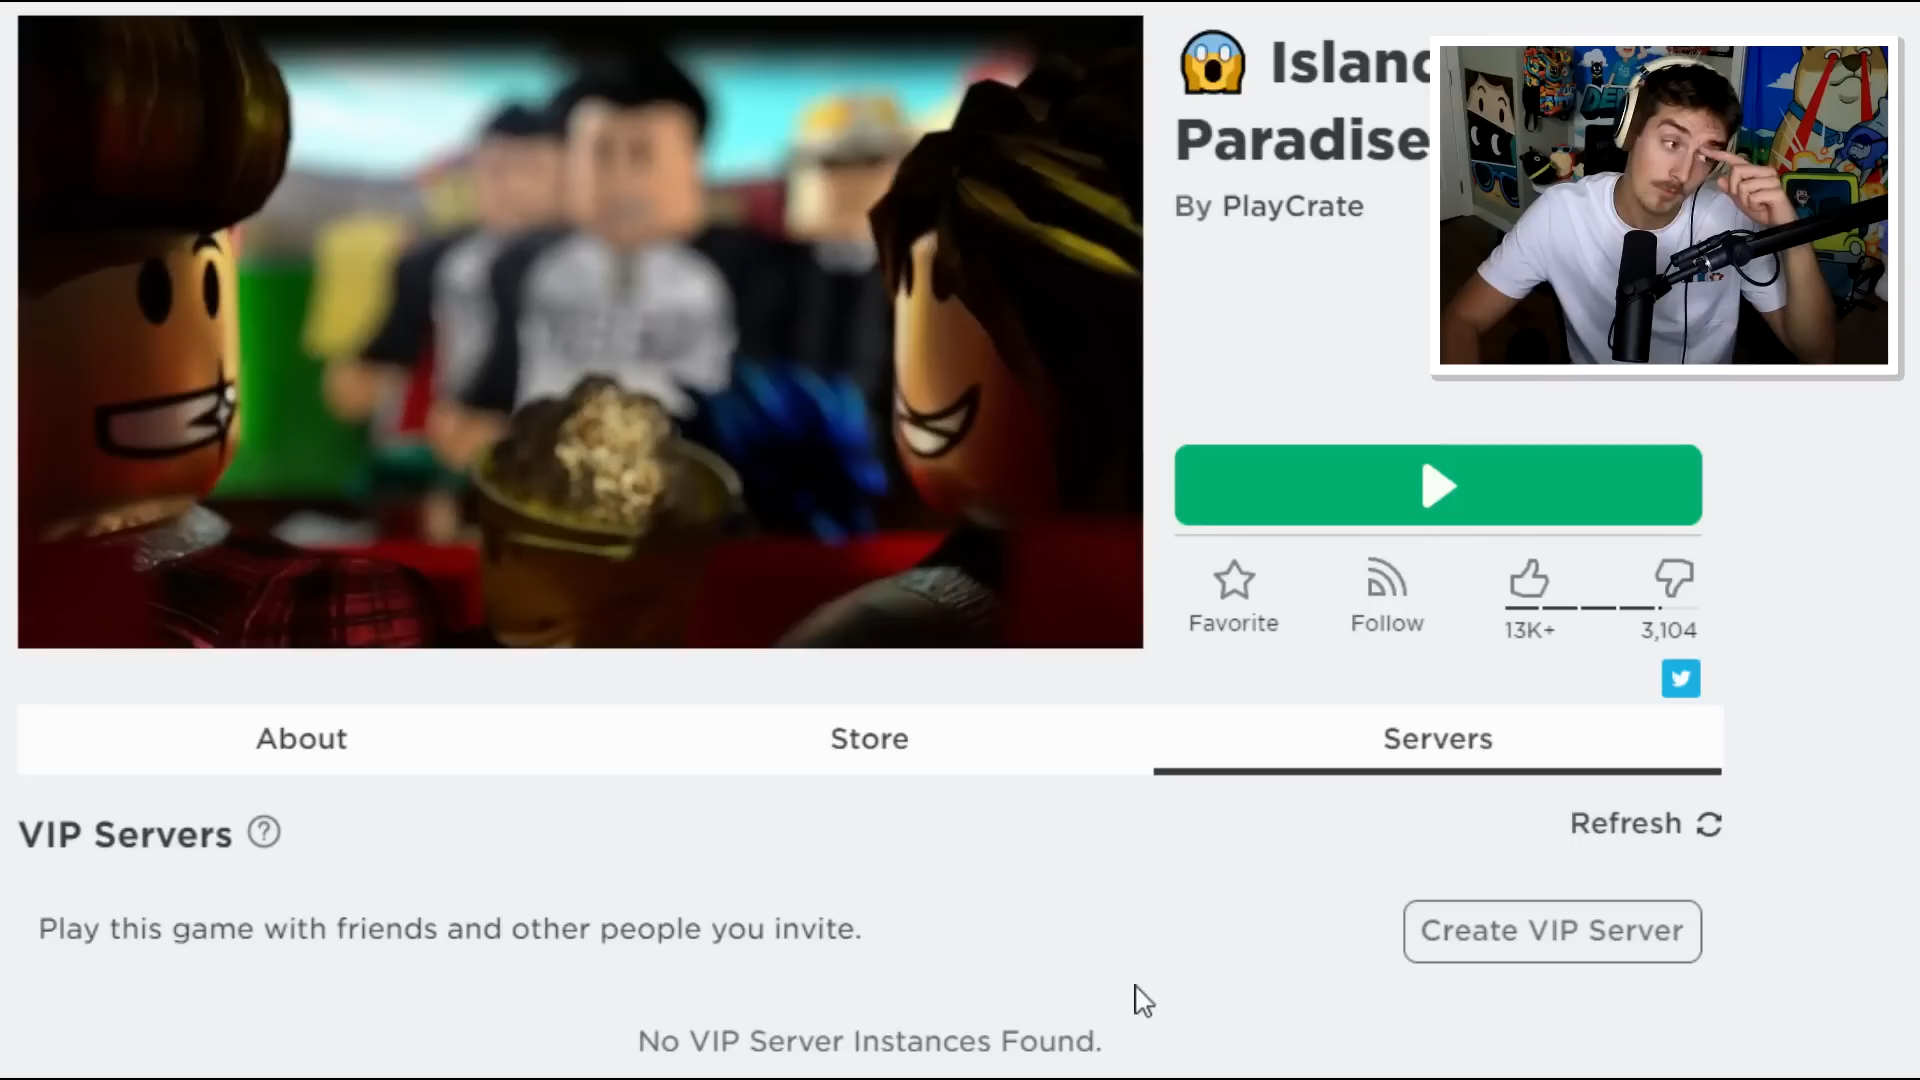 Island
Paradise
By PlayCrate
Favorite
Follow
13K+
3,104
About
Store
Servers
VIP Servers
Refresh
Play this game with friends and other people you invite.
Create VIP Server
No VIP Server Instances Found.